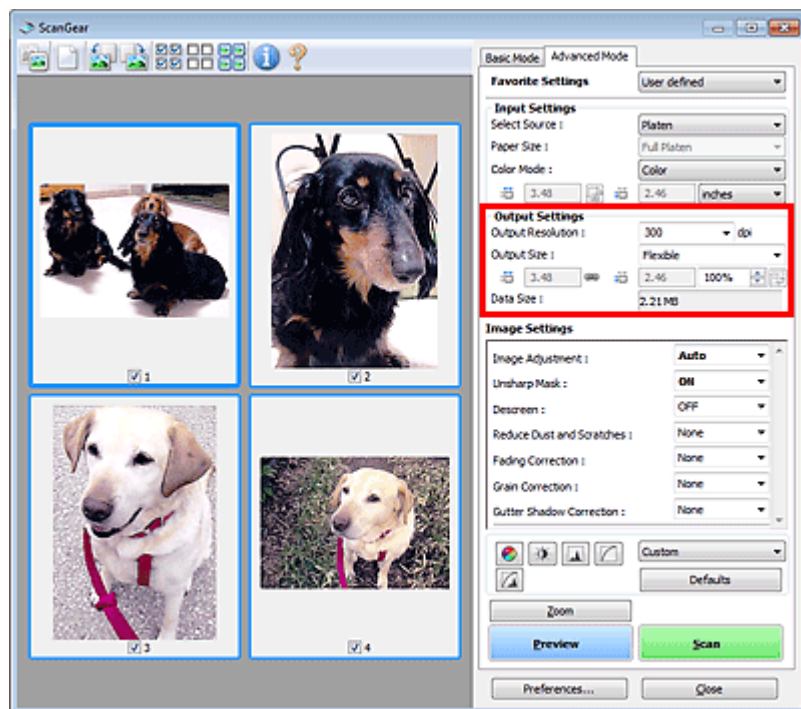 ScanGear
Basic Mode Advanced Mode
Favorite Settings User defined
Input Settings
Select Source : Platen
Paper Size : Full Platen
Color Mode : Color
3.48 2.46 inches
Output Settings
Output Resolution : 300 dpi
Output Size : Flexible
3.48 2.46 100%
Data Size : 2.21 MB
Image Settings
Image Adjustment : Auto
Unsharp Mask : ON
Descreen : OFF
Reduce Dust and Scratches : None
Fading Correction : None
Grain Correction : None
Gutter Shadow Correction : None
Custom
Defaults
Zoom
Preview Scan
Preferences... Close
1
2
3
4